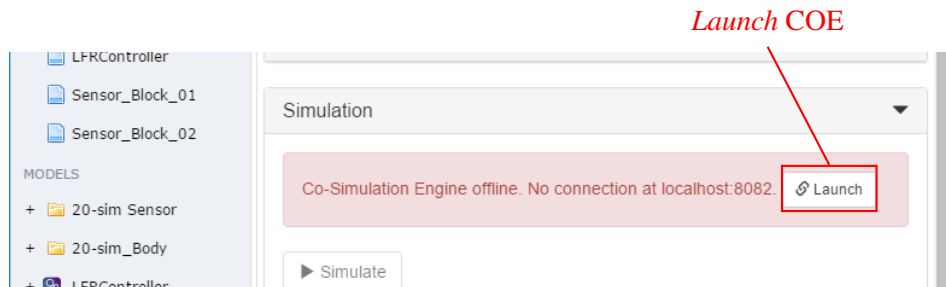 Launch COE
LFRController
Sensor_Block_01
Sensor_Block_02
MODELS
+ 20-sim Sensor
+ 20-sim_Body
+ LFRController
Simulation
Co-Simulation Engine offline. No connection at localhost:8082.
Launch
Simulate